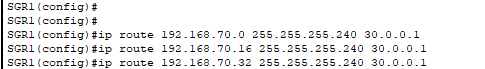 SGR1(config)#
SGR1(config)#
SGR1(config)#ip route 192.168.70.0 255.255.255.240 30.0.0.1
SGR1(config)#ip route 192.168.70.16 255.255.255.240 30.0.0.1
SGR1(config)#ip route 192.168.70.32 255.255.255.240 30.0.0.1